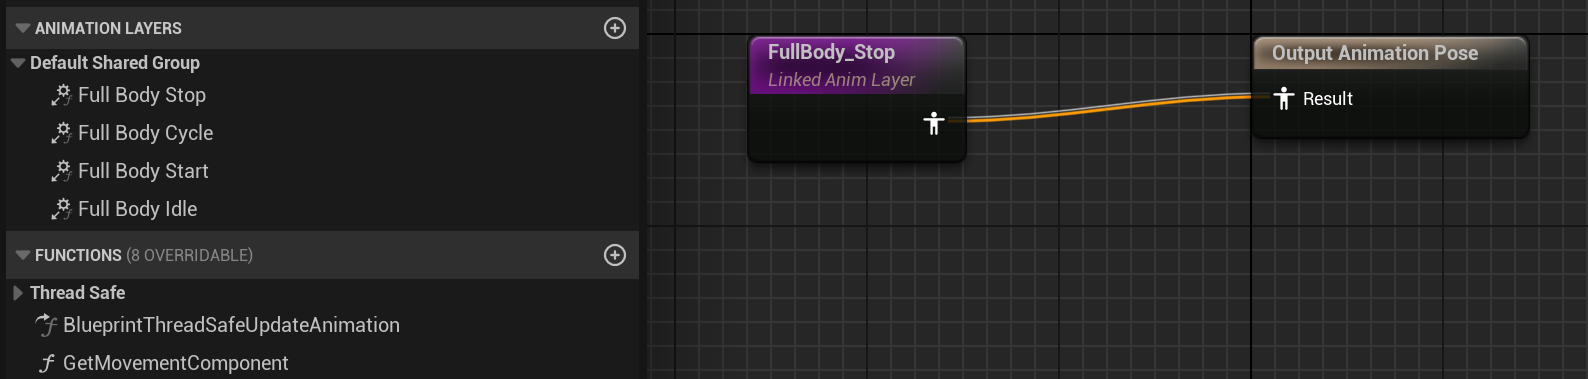 ANIMATION LAYERS
Default Shared Group
Full Body Stop
Full Body Cycle
Full Body Start
Full Body Idle
FUNCTIONS (8 OVERRIDABLE)
Thread Safe
BlueprintThreadSafeUpdateAnimation
GetMovementComponent
FullBody_Stop
Linked Anim Layer
Output Animation Pose
Result